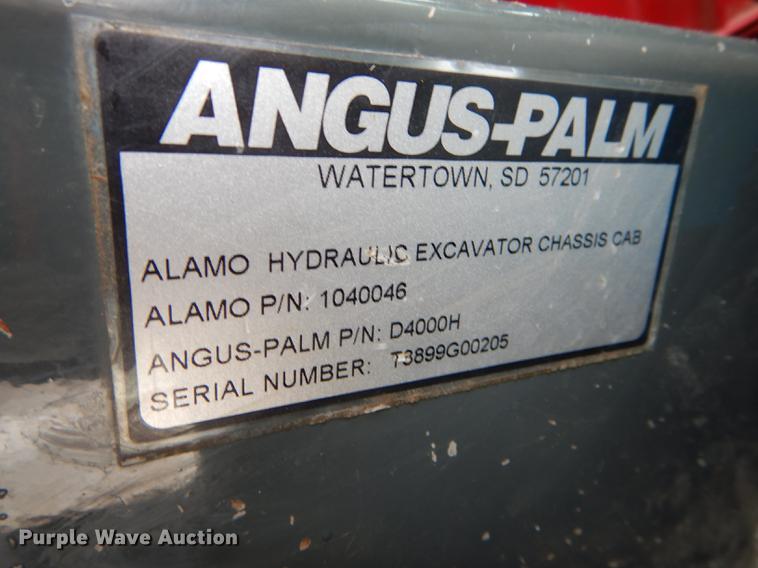 ANGUS-PALM
WATERTOWN, SD 57201
ALAMO HYDRAULIC EXCAVATOR CHASSIS CAB
ALAMO P/N: 1040046
ANGUS-PALM P/N: D4000H
SERIAL NUMBER: T3899G00205
Purple Wave Auction®